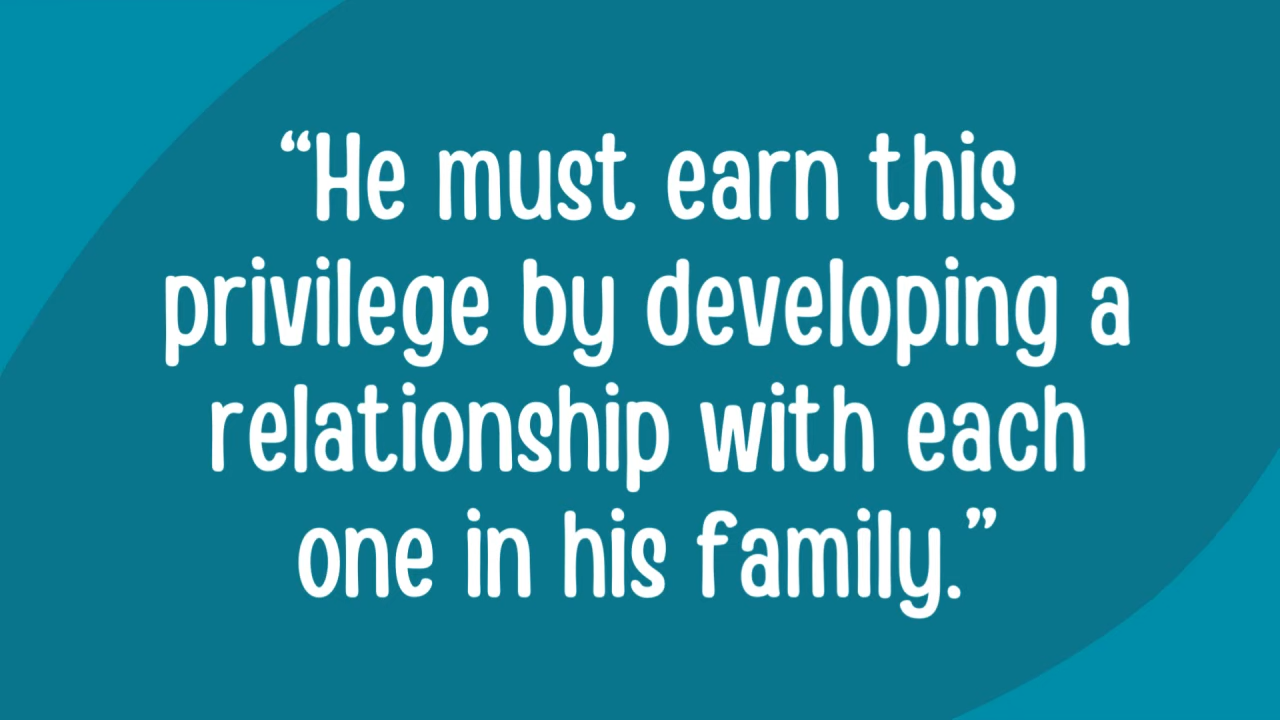 “He must earn this
privilege by developing a
relationship with each
one in his family.”